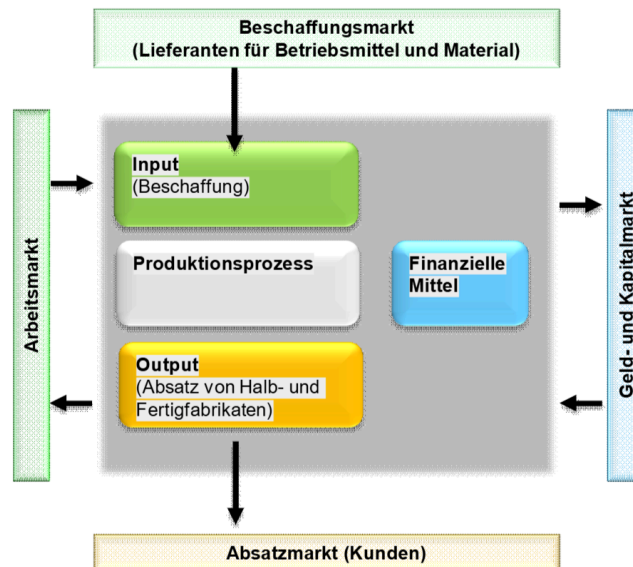 Beschaffungsmarkt
(Lieferanten für Betriebsmittel und Material)
Arbeitsmarkt
Input
(Beschaffung)
Produktionsprozess
Finanzielle
Mittel
Output
(Absatz von Halb- und
Fertigfabrikaten)
Geld- und Kapitalmarkt
Absatzmarkt (Kunden)